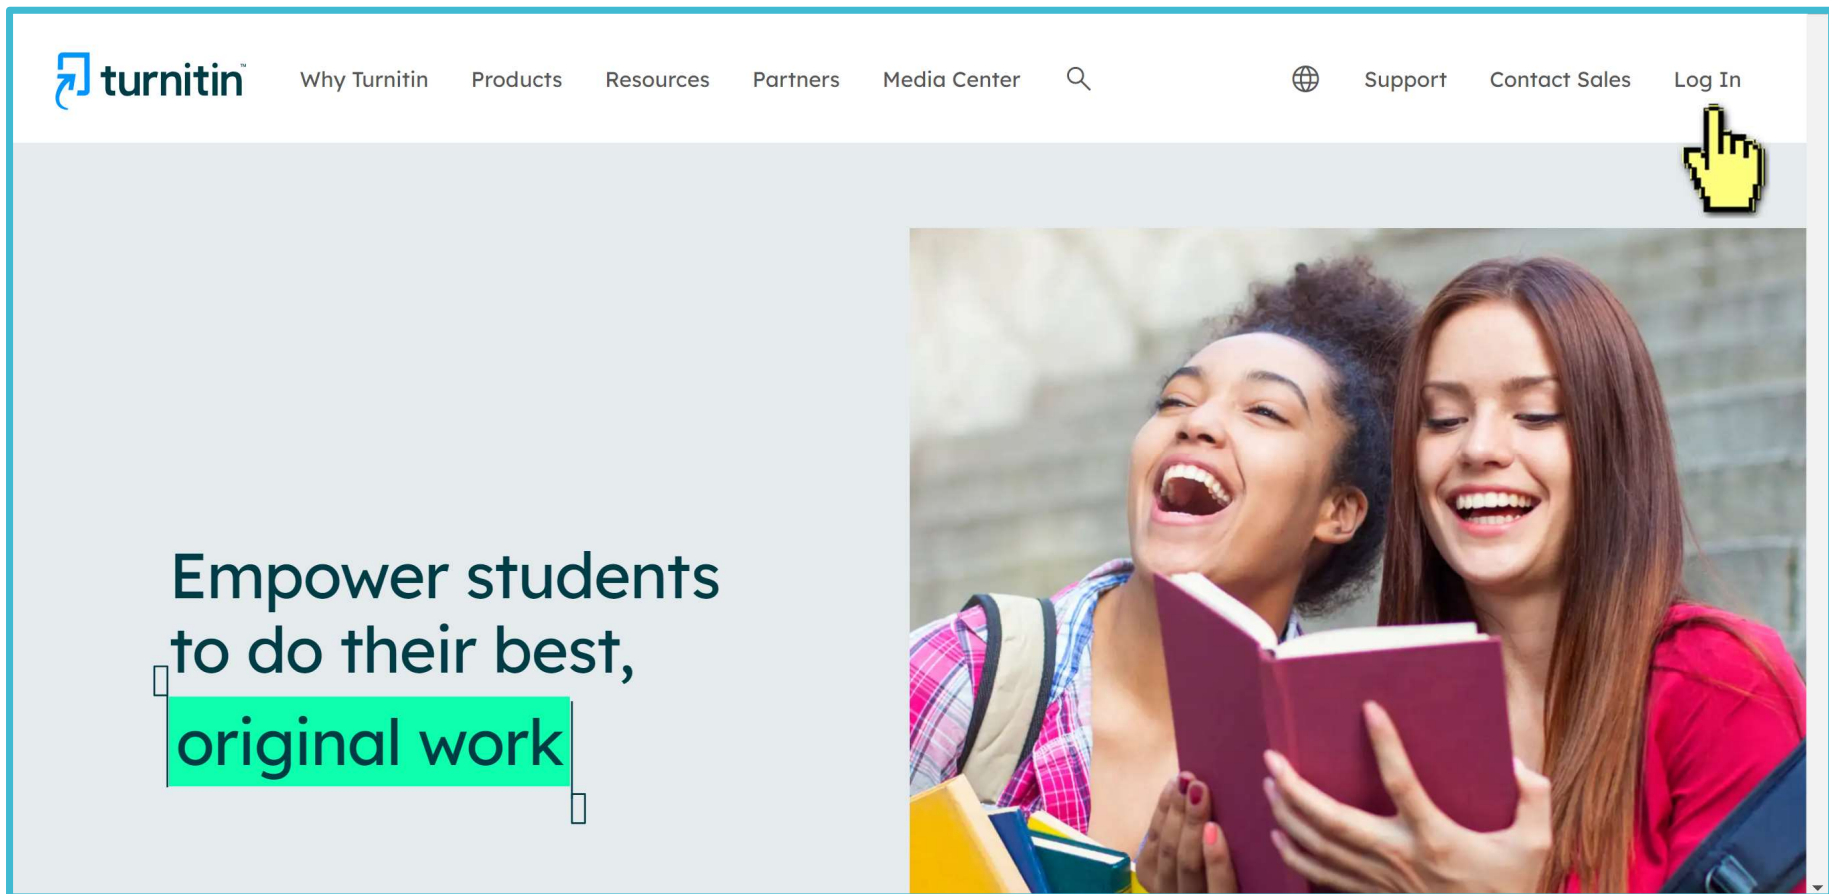 turnitin™
Why Turnitin Products Resources Partners Media Center
Support Contact Sales Log In
Empower students
to do their best,
original work